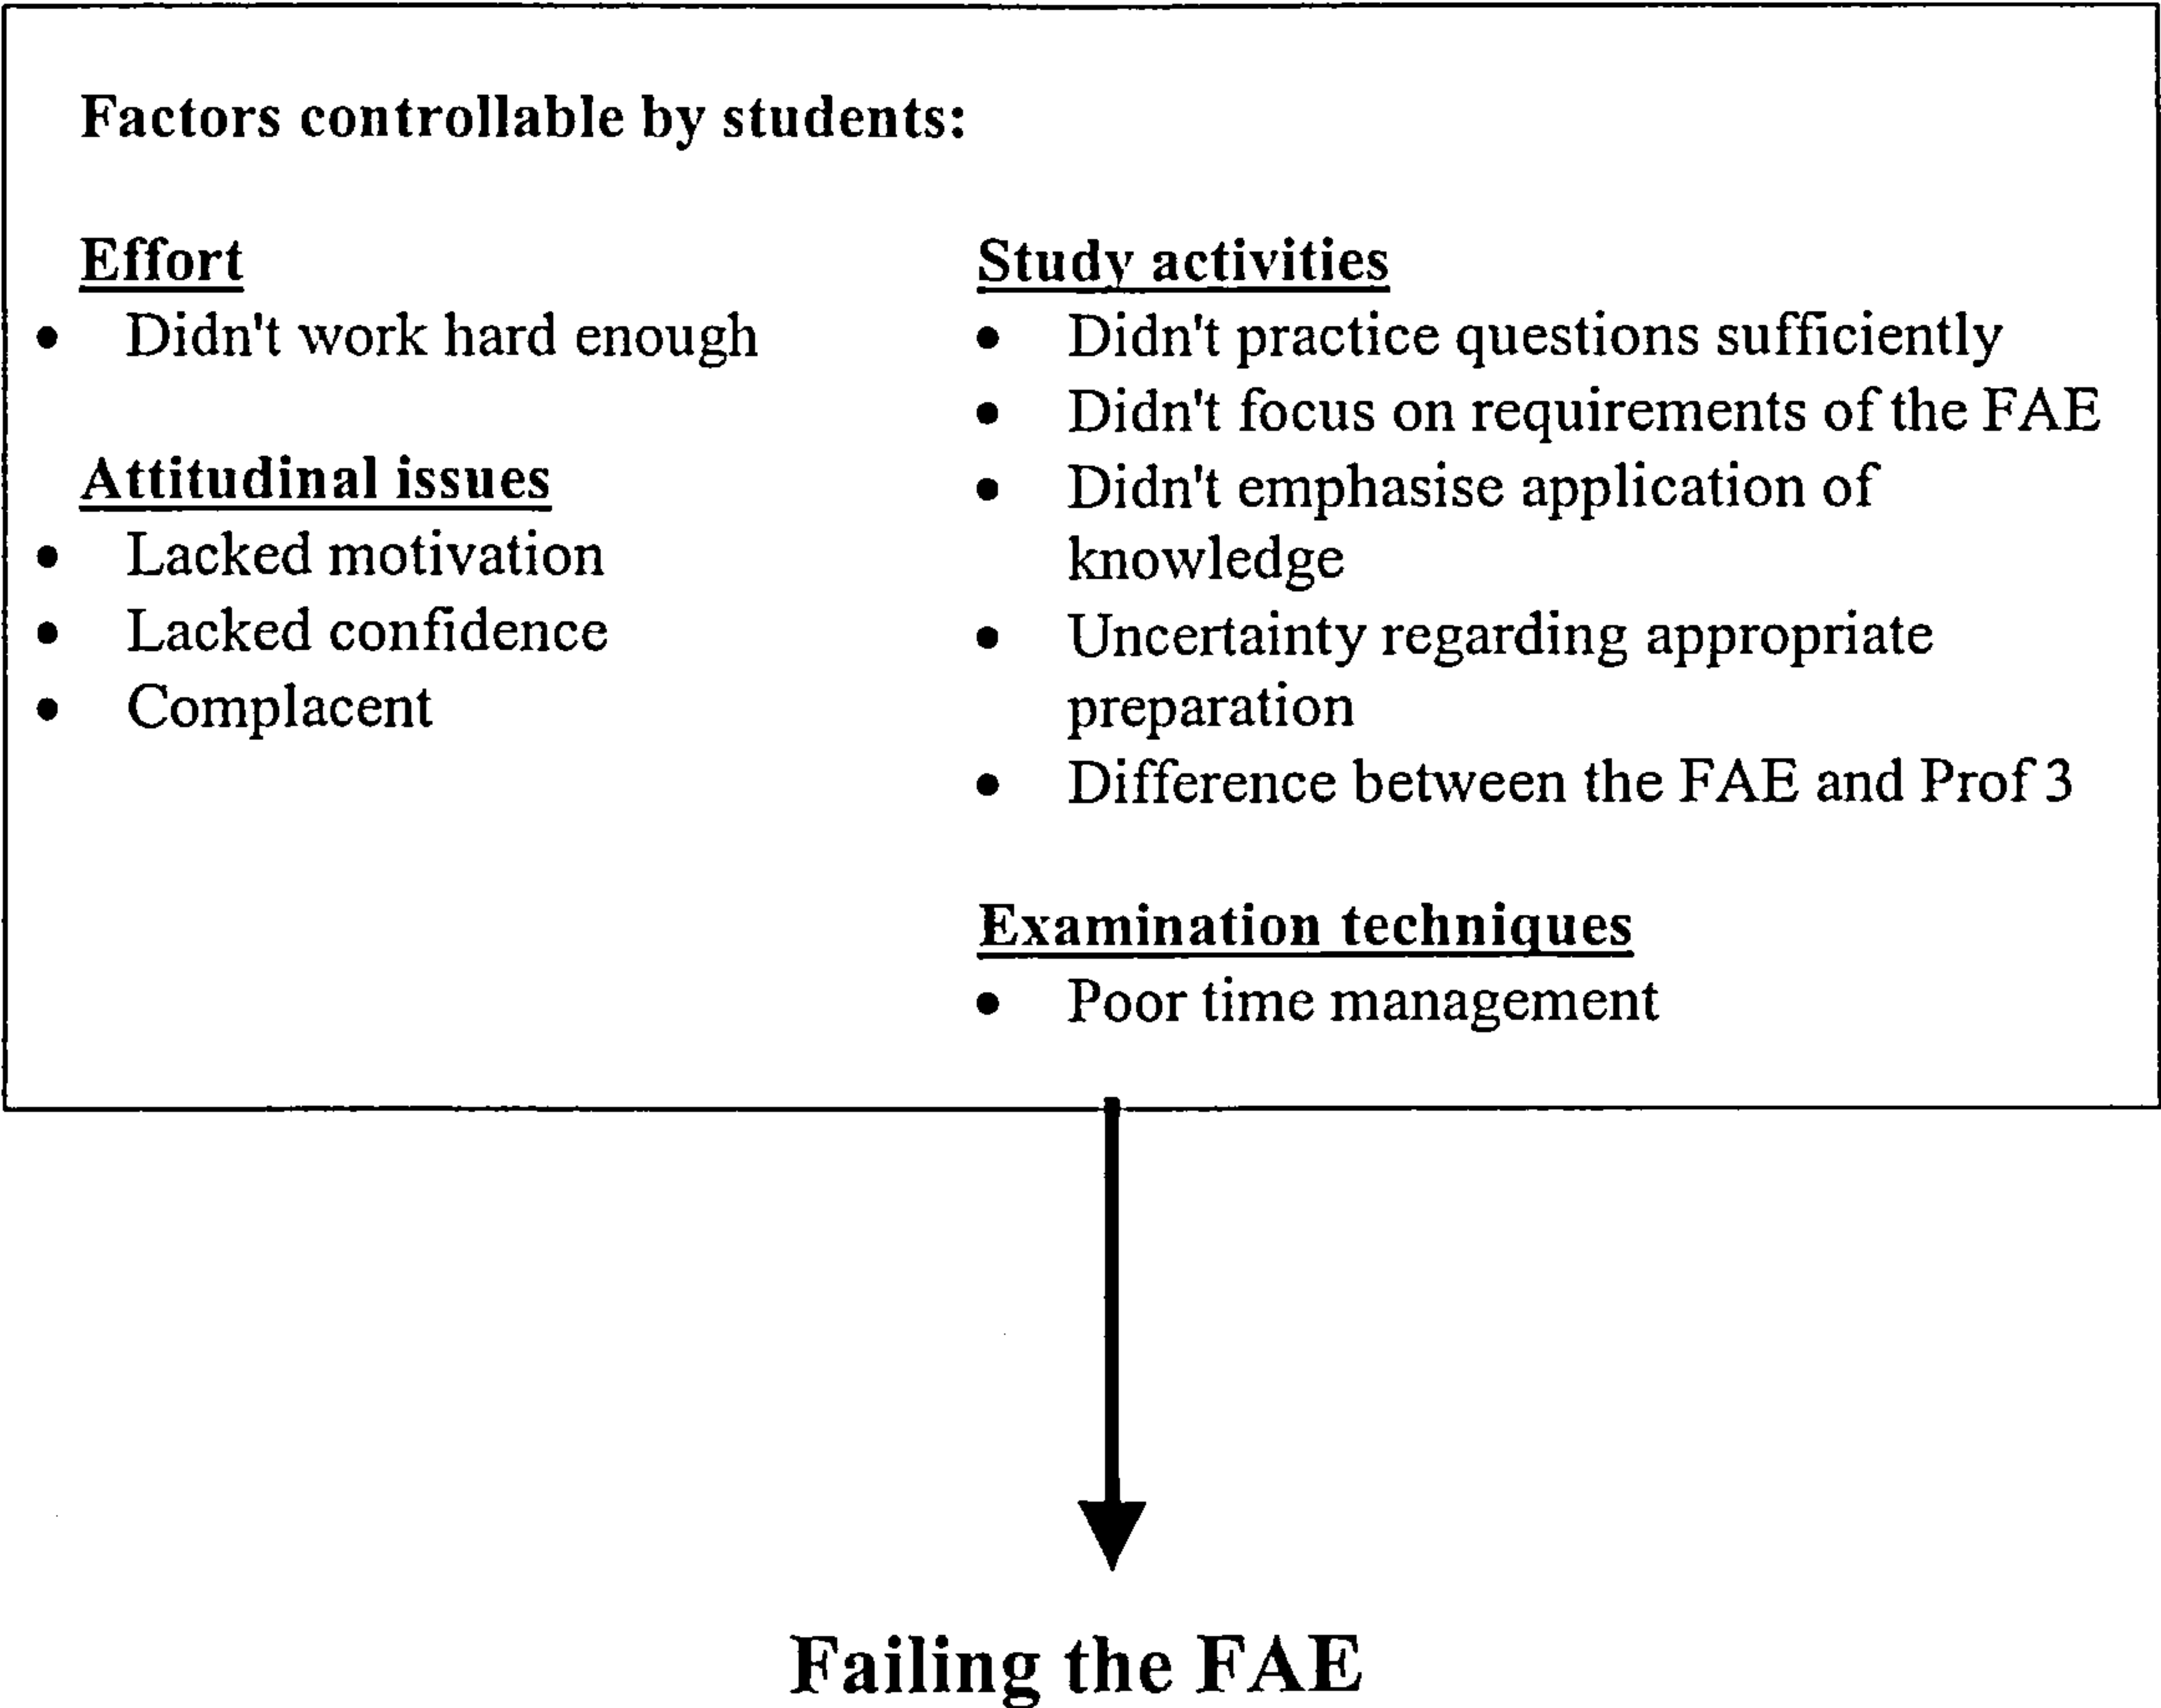 Factors controllable by students:
Effort
• Didn't work hard enough
Attitudinal issues
• Lacked motivation
• Lacked confidence
• Complacent
Study activities
• Didn't practice questions sufficiently
• Didn't focus on requirements of the FAE
• Didn't emphasise application of
knowledge
• Uncertainty regarding appropriate
preparation
• Difference between the FAE and Prof 3
Examination techniques
• Poor time management
Failing the FAE